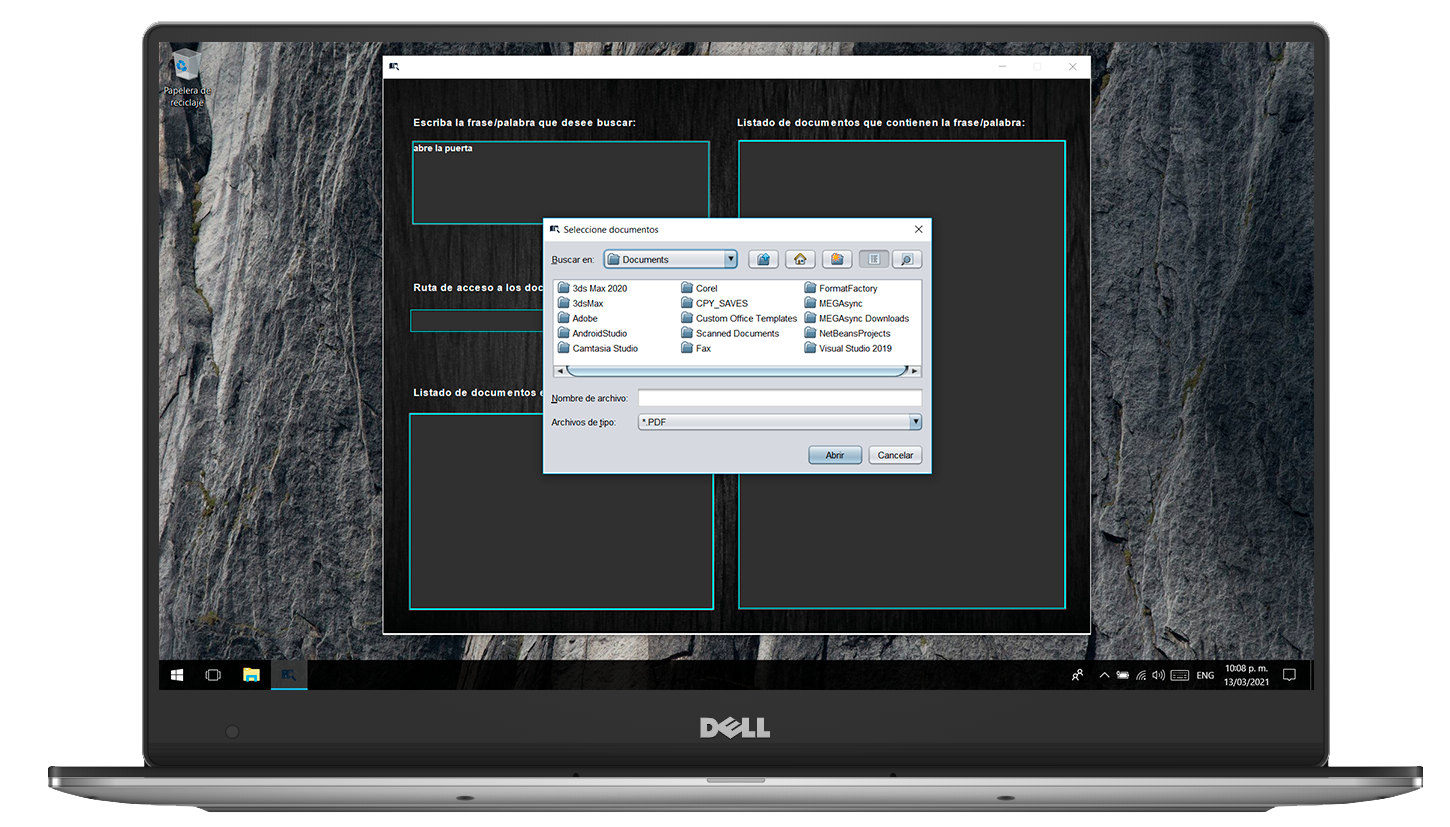 Papelera de
reciclaje
Escriba la frase/palabra que desee buscar:
abre la puerta
Listado de documentos que contienen la frase/palabra:
Ruta de acceso a los doc
Listado de documentos e
Seleccione documentos
Buscar en:
Documents
3ds Max 2020
3dsMax
Adobe
AndroidStudio
Camtasia Studio
Corel
CPY_SAVES
Custom Office Templates
Scanned Documents
Fax
FormatFactory
MEGAsync
MEGAsync Downloads
NetBeansProjects
Visual Studio 2019
Nombre de archivo:
Archivos de tipo:
*.PDF
Abrir
Cancelar
ENG
10:08 p. m.
13/03/2021
DELL